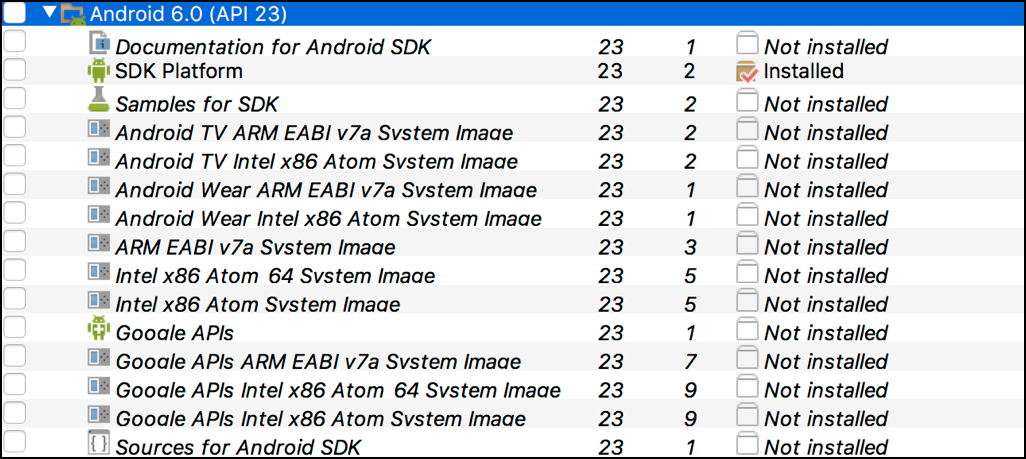 Android 6.0 (API 23)
Documentation for Android SDK 23 1 Not installed
SDK Platform 23 2 Installed
Samples for SDK 23 2 Not installed
Android TV ARM EABI v7a System Image 23 2 Not installed
Android TV Intel x86 Atom System Image 23 2 Not installed
Android Wear ARM EABI v7a System Image 23 1 Not installed
Android Wear Intel x86 Atom System Image 23 1 Not installed
ARM EABI v7a System Image 23 3 Not installed
Intel x86 Atom_64 System Image 23 5 Not installed
Intel x86 Atom System Image 23 5 Not installed
Google APIs 23 1 Not installed
Google APIs ARM EABI v7a System Image 23 7 Not installed
Google APIs Intel x86 Atom_64 System Image 23 9 Not installed
Google APIs Intel x86 Atom System Image 23 9 Not installed
Sources for Android SDK 23 1 Not installed